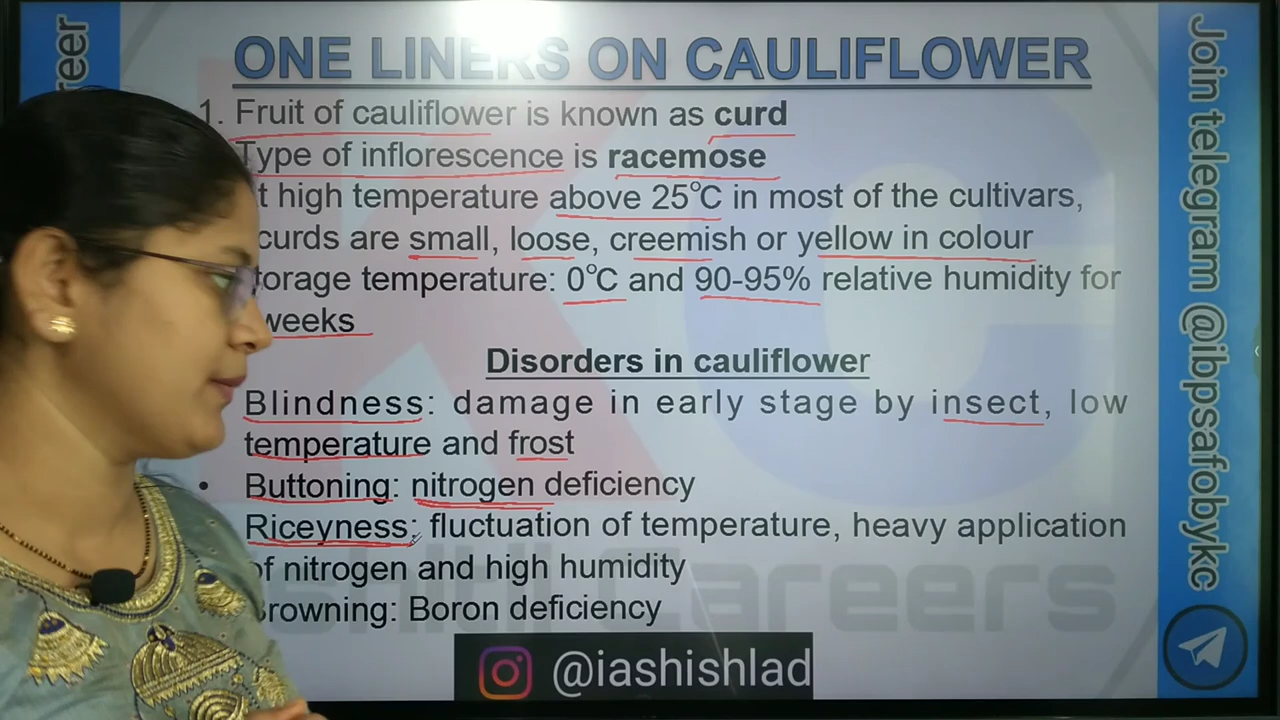 ONE LINERS ON CAULIFLOWER
1. Fruit of cauliflower is known as curd
Type of inflorescence is racemose
t high temperature above 25°C in most of the cultivars,
curds are small, loose, creemish or yellow in colour
torage temperature: 0°C and 90-95% relative humidity for
weeks
Disorders in cauliflower
Blindness: damage in early stage by insect, low
temperature and frost
• Buttoning: nitrogen deficiency
Riceyness: fluctuation of temperature, heavy application
of nitrogen and high humidity
rowning: Boron deficiency
@iashishlad
Join telegram @ibpsafobykc
reer
Careers